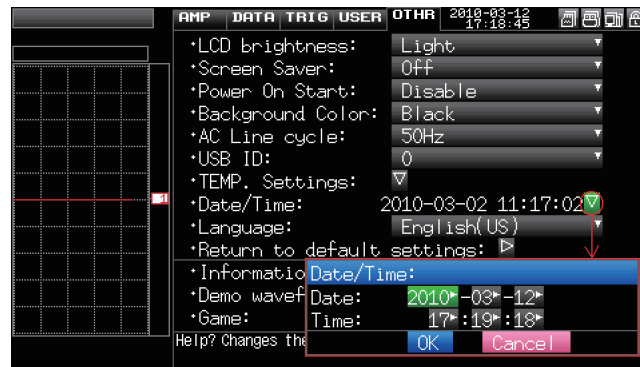 AMP DATA TRIG USER OTHR 2010-03-12 17:18:45
・LCD brightness: Light
・Screen Saver: Off
・Power On Start: Disable
・Background Color: Black
・AC Line cycle: 50Hz
・USB ID: 0
・TEMP. Settings:
・Date/Time: 2010-03-02 11:17:02
・Language: English(US)
・Return to default settings:
・Informatio
・Demo wavef
・Game:
Date/Time:
Date: 2010-03-12
Time: 17:19:18
OK Cancel
Help? Changes the
1